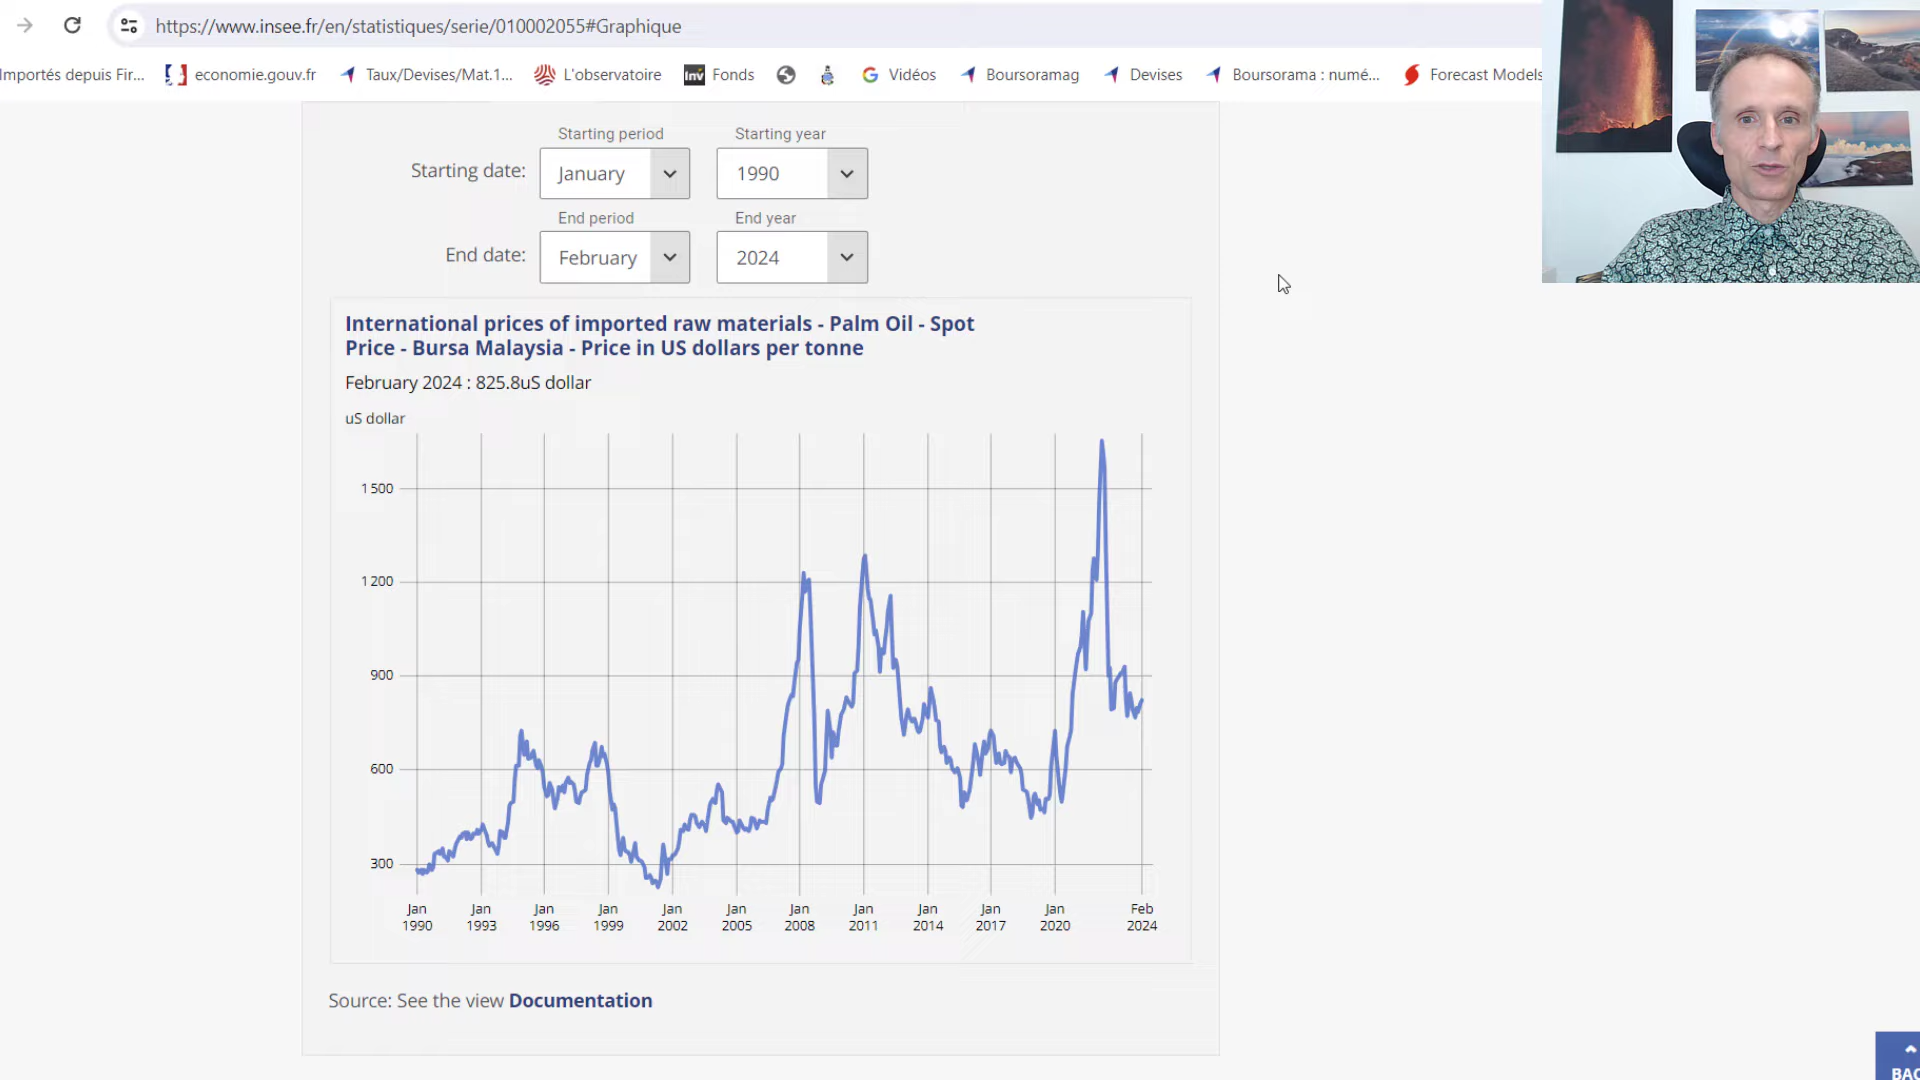 https://www.insee.fr/en/statistiques/serie/010002055#Graphique
Importés depuis Fir...
economie.gouv.fr
Taux/Devises/Mat.1...
L'observatoire
Inv Fonds
G Vidéos
Boursoramag
Devises
Boursorama : numé...
Forecast Models
Starting period
Starting year
Starting date:
January
1990
End period
End year
End date:
February
2024
International prices of imported raw materials - Palm Oil - Spot
Price - Bursa Malaysia - Price in US dollars per tonne
February 2024 : 825.8uS dollar
uS dollar
1 500
1 200
900
600
300
Jan 1990
Jan 1993
Jan 1996
Jan 1999
Jan 2002
Jan 2005
Jan 2008
Jan 2011
Jan 2014
Jan 2017
Jan 2020
Feb 2024
Source: See the view Documentation